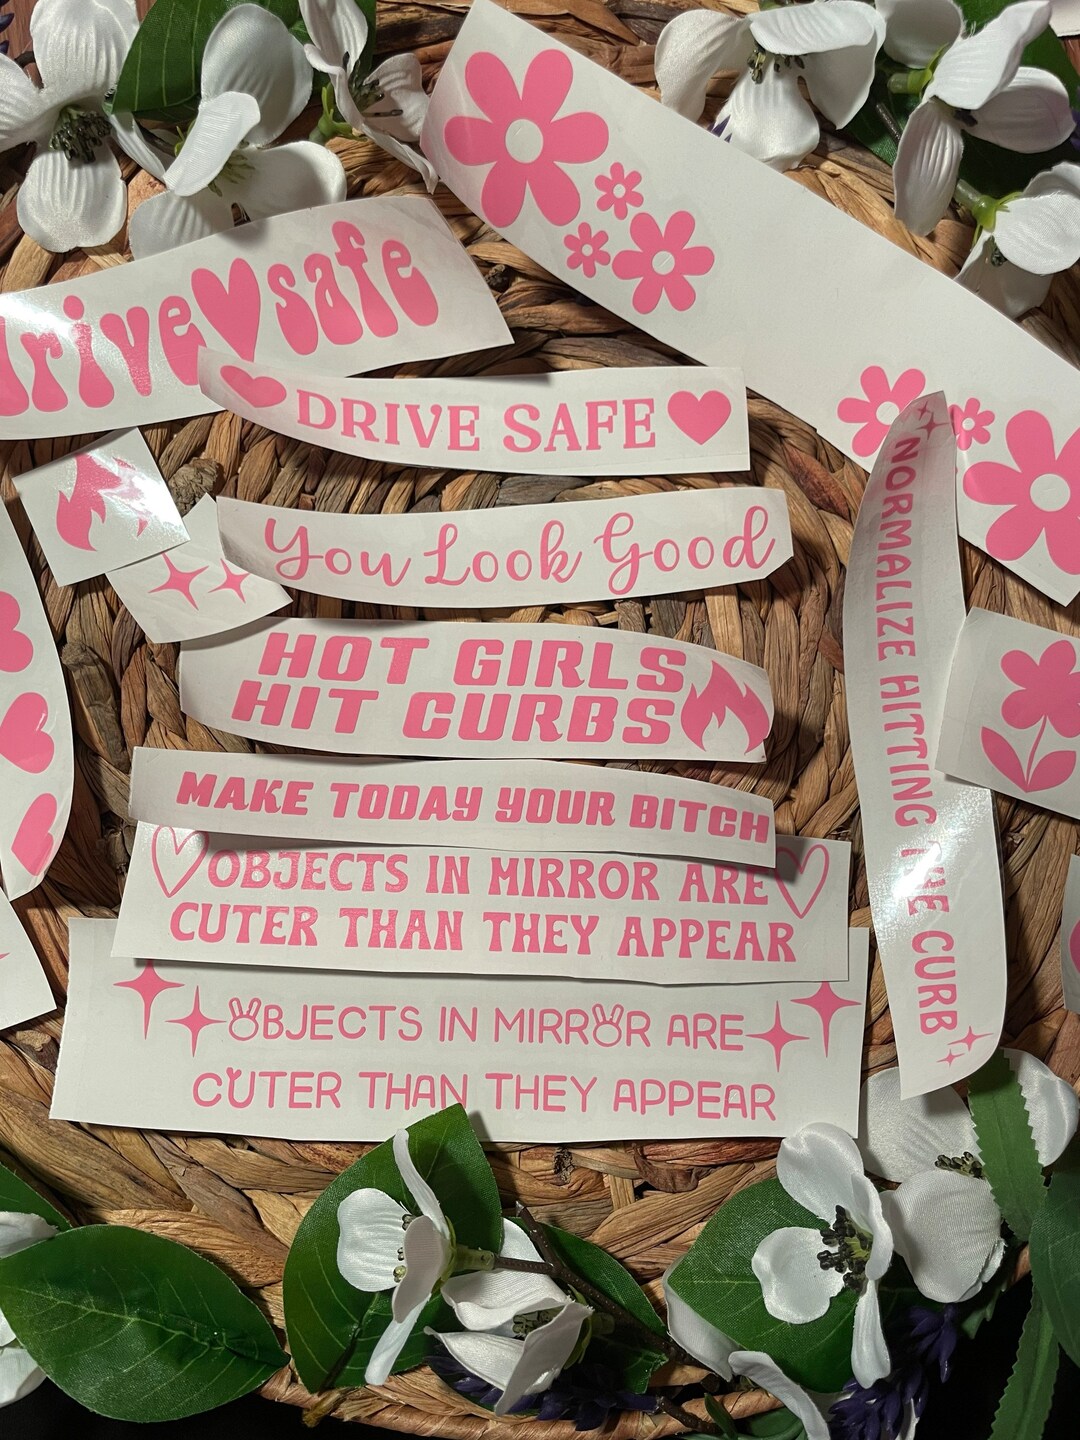 drive safe
DRIVE SAFE
You Look Good
HOT GIRLS
HIT CURBS
MAKE TODAY YOUR BITCH
OBJECTS IN MIRROR ARE
CUTER THAN THEY APPEAR
OBJECTS IN MIRROR ARE
CUTER THAN THEY APPEAR
NORMALIZE HITTING THE CURB